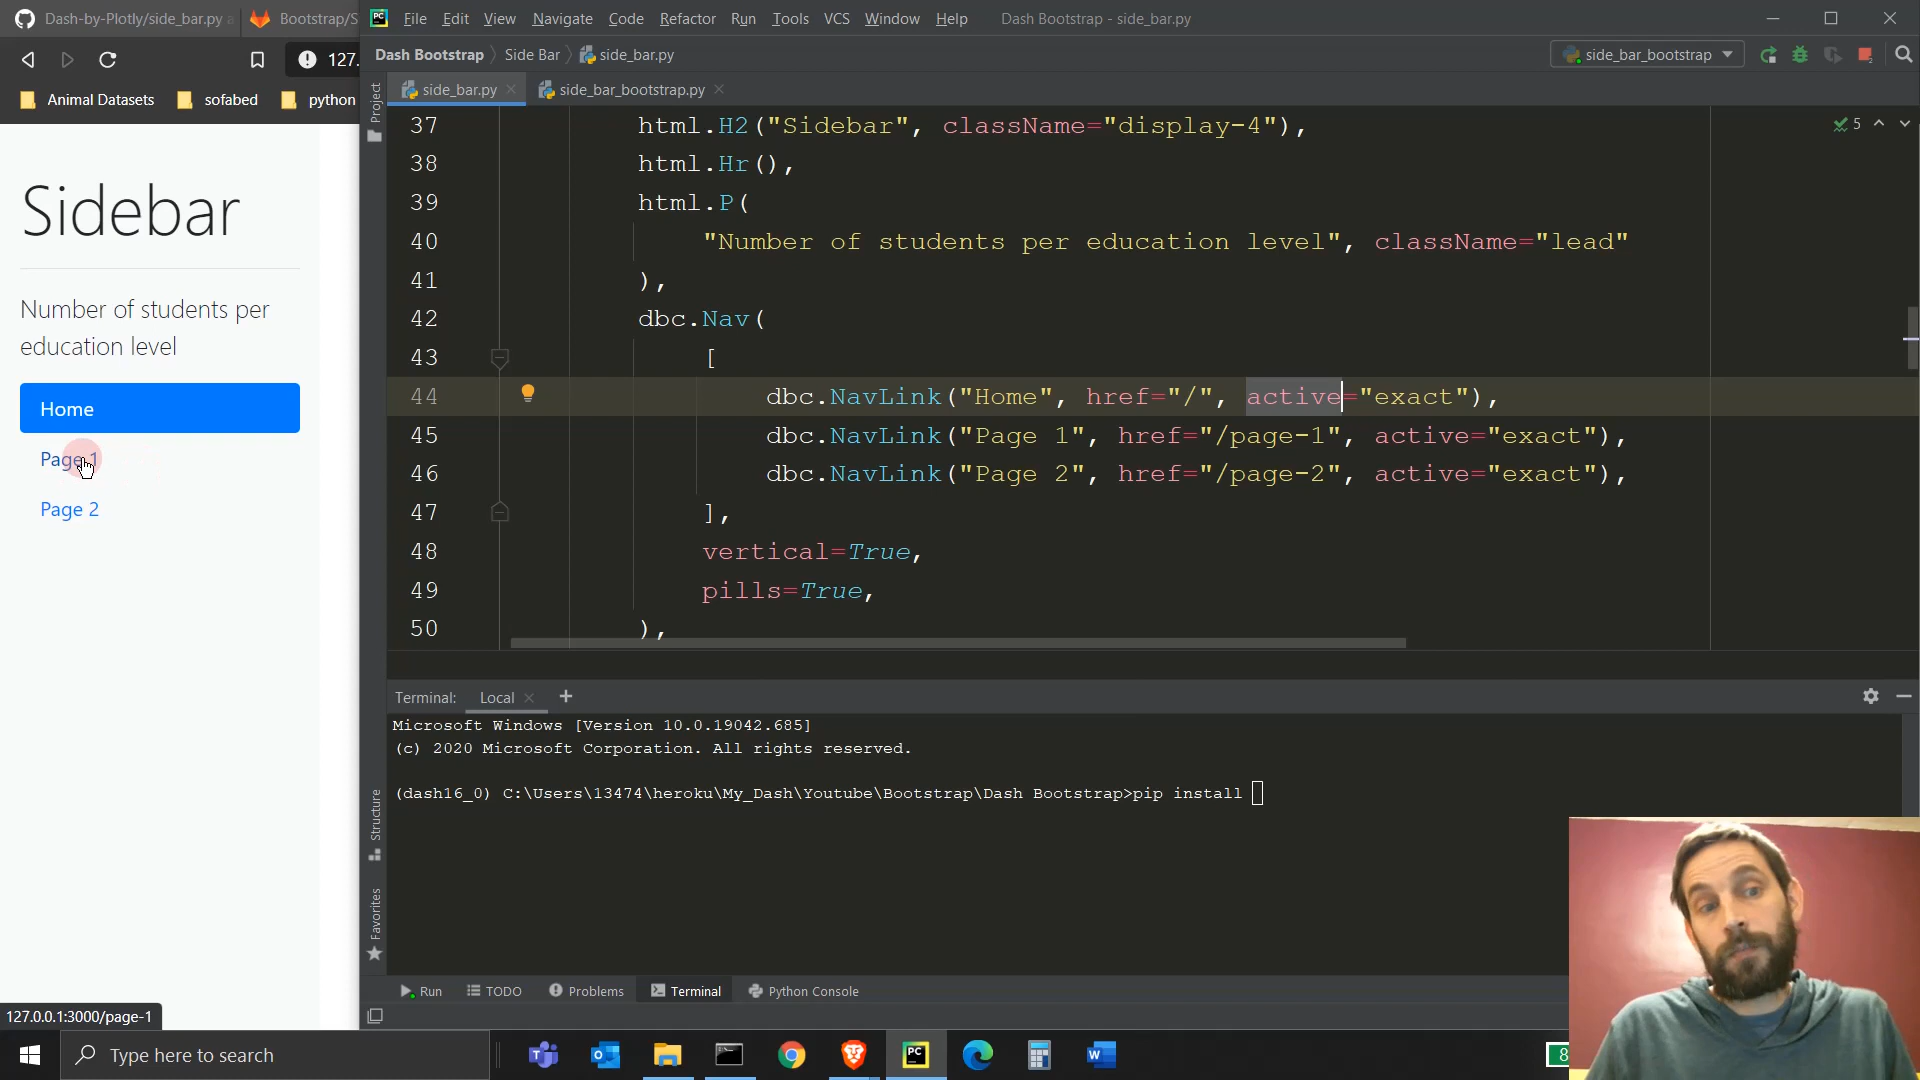 Dash-by-Plotly/side_bar.py a
Bootstrap/S
File Edit View Navigate Code Refactor Run Tools VCS Window Help
Dash Bootstrap - side_bar.py
127.
Dash Bootstrap Side Bar side_bar.py
side_bar_bootstrap
Animal Datasets sofabed python
Project
side_bar.py
side_bar_bootstrap.py
5
37 html.H2("Sidebar", className="display-4"),
38 html.Hr(),
39 html.P(
40 "Number of students per education level", className="lead"
41 ),
42 dbc.Nav(
43 [
44 dbc.NavLink("Home", href="/", active="exact"),
45 dbc.NavLink("Page 1", href="/page-1", active="exact"),
46 dbc.NavLink("Page 2", href="/page-2", active="exact"),
47 ],
48 vertical=True,
49 pills=True,
50 ),
Sidebar
Number of students per
education level
Home
Page 1
Page 2
127.0.0.1:3000/page-1
Terminal: Local
Microsoft Windows [Version 10.0.19042.685]
(c) 2020 Microsoft Corporation. All rights reserved.
(dash16_0) C:\Users\13474\heroku\My_Dash\Youtube\Bootstrap\Dash Bootstrap>pip install
Structure
Favorites
Run TODO Problems Terminal Python Console
Type here to search
8